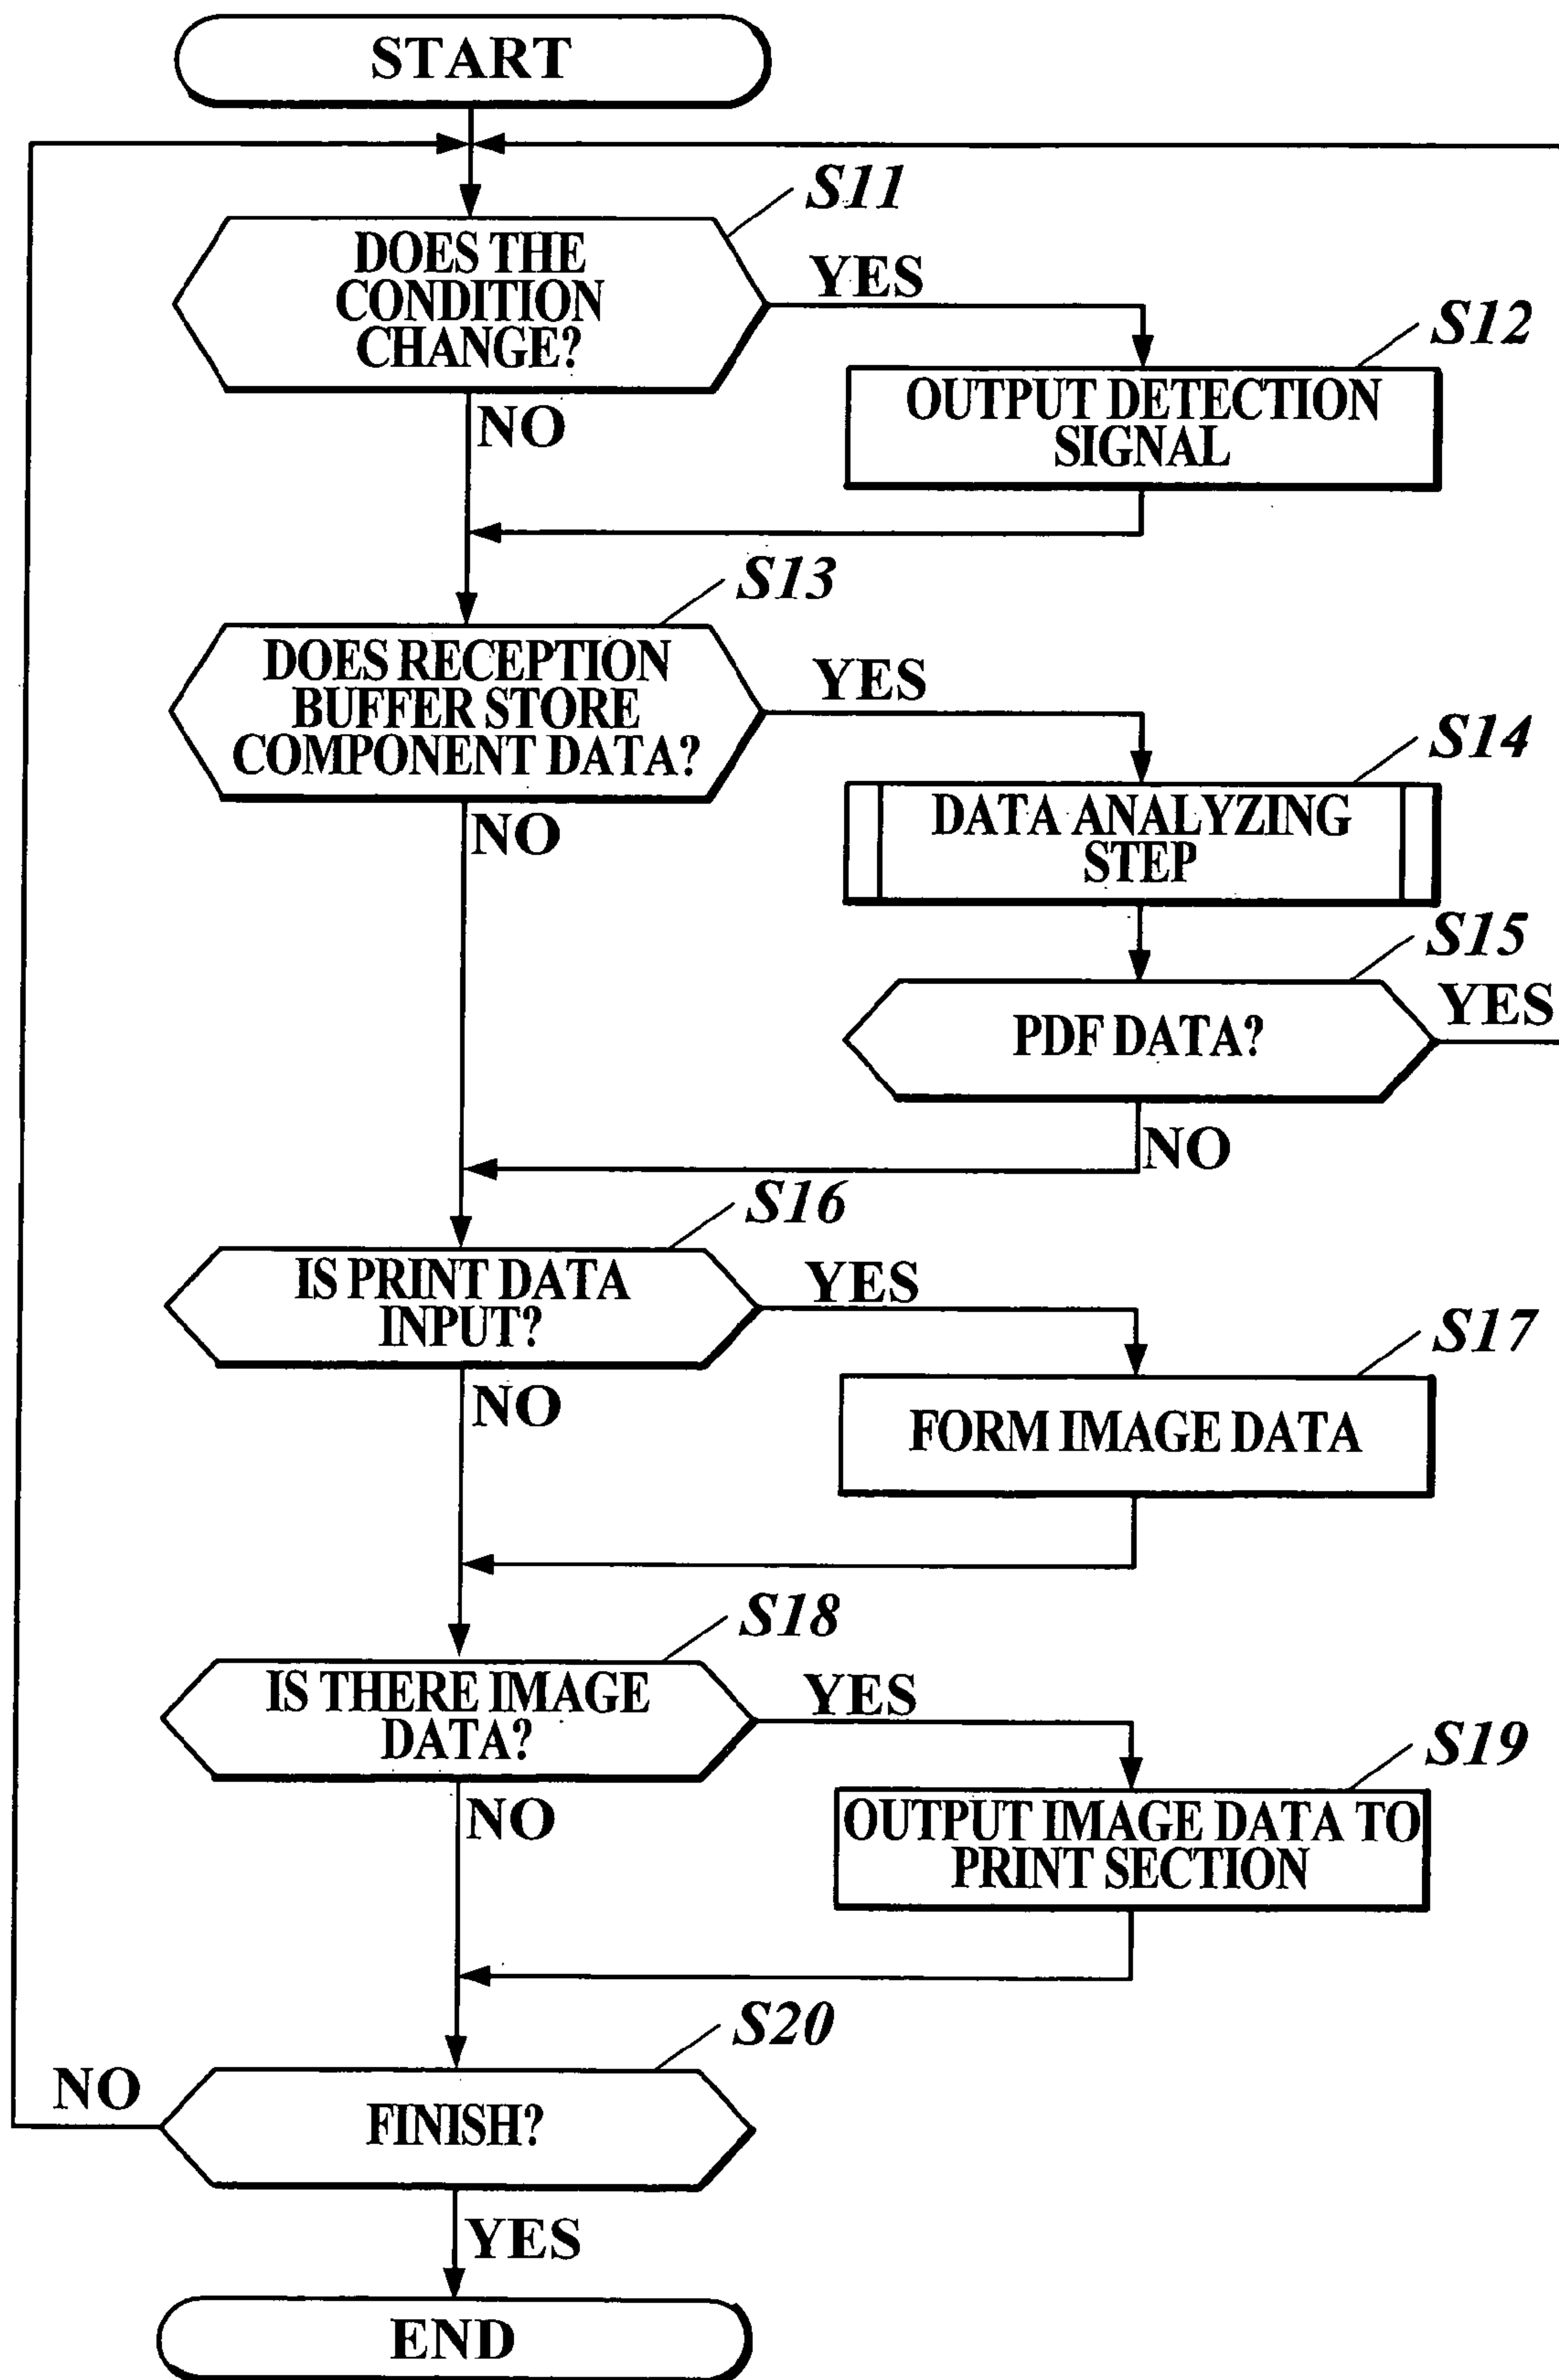 START
S11
DOES THE
CONDITION
CHANGE?
YES
S12
OUTPUT DETECTION
SIGNAL
NO
S13
DOES RECEPTION
BUFFER STORE
COMPONENT DATA?
YES
S14
DATA ANALYZING
STEP
NO
S15
PDF DATA?
YES
NO
S16
IS PRINT DATA
INPUT?
YES
S17
FORM IMAGE DATA
NO
S18
IS THERE IMAGE
DATA?
YES
S19
OUTPUT IMAGE DATA TO
PRINT SECTION
NO
S20
FINISH?
NO
YES
END